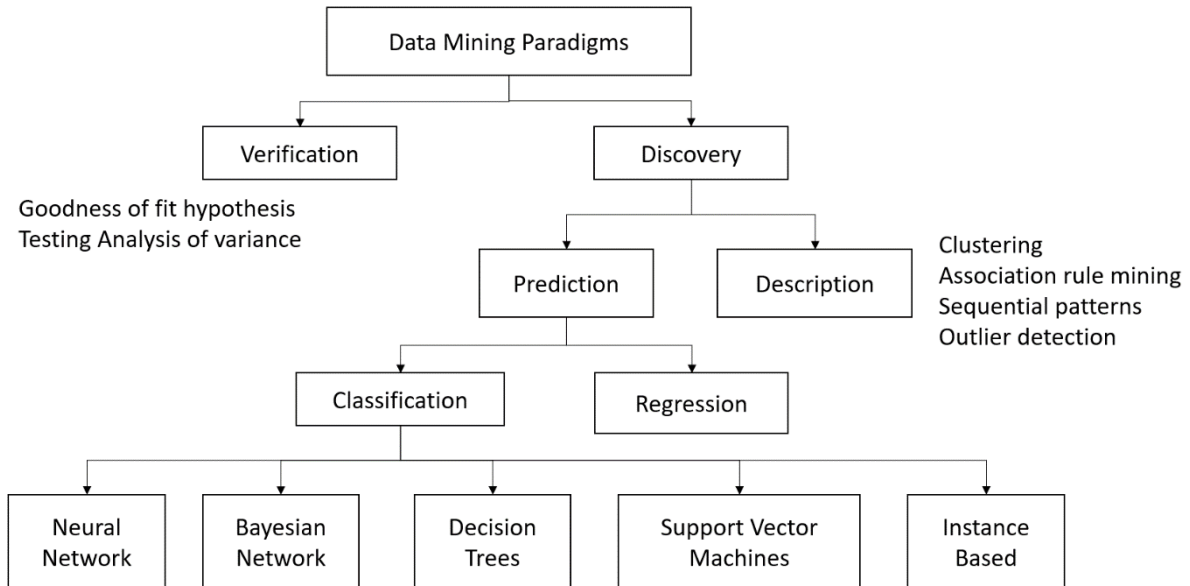 Data Mining Paradigms
Verification
Discovery
Goodness of fit hypothesis
Testing Analysis of variance
Prediction
Description
Clustering
Association rule mining
Sequential patterns
Outlier detection
Classification
Regression
Neural
Network
Bayesian
Network
Decision
Trees
Support Vector
Machines
Instance
Based